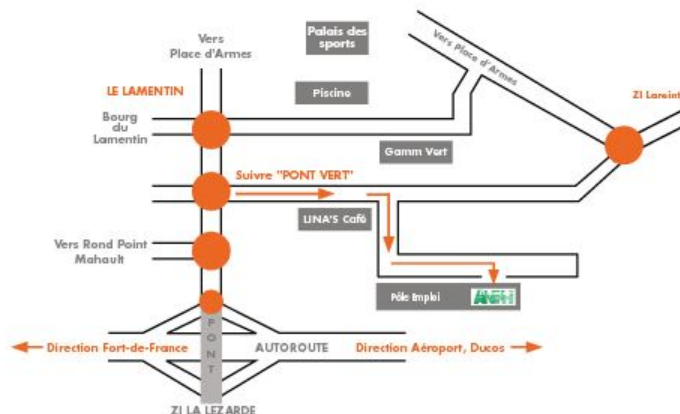 Vers
Place d'Armes
Palais des
sports
Vers Place d'Armes
LE LAMENTIN
Piscine
ZI Lareint
Bourg
du
Lamentin
Gamm Vert
Suivre "PONT VERT"
LINA'S Café
Vers Rond Point
Mahault
Pôle Emploi
PONT
Direction Fort-de-France
AUTOROUTE
Direction Aéroport, Ducos
ZI LA LEZARDE